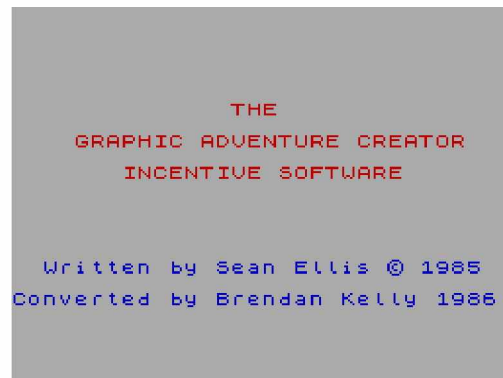 THE
GRAPHIC ADVENTURE CREATOR
INCENTIVE SOFTWARE
Written by Sean Ellis © 1985
Converted by Brendan Kelly 1986